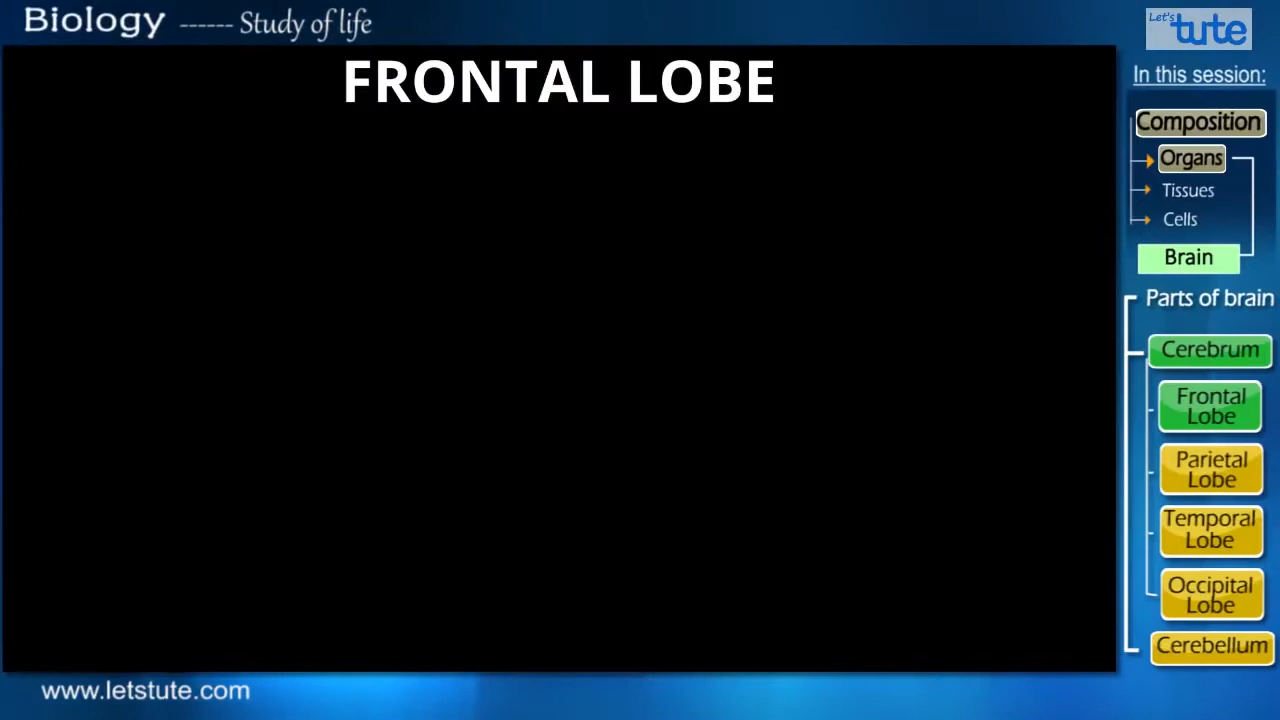 Biology ------ Study of life
Let's
tute
FRONTAL LOBE
In this session:
Composition
Organs
Tissues
Cells
Brain
Parts of brain
Cerebrum
Frontal
Lobe
Parietal
Lobe
Temporal
Lobe
Occipital
Lobe
Cerebellum
www.letstute.com